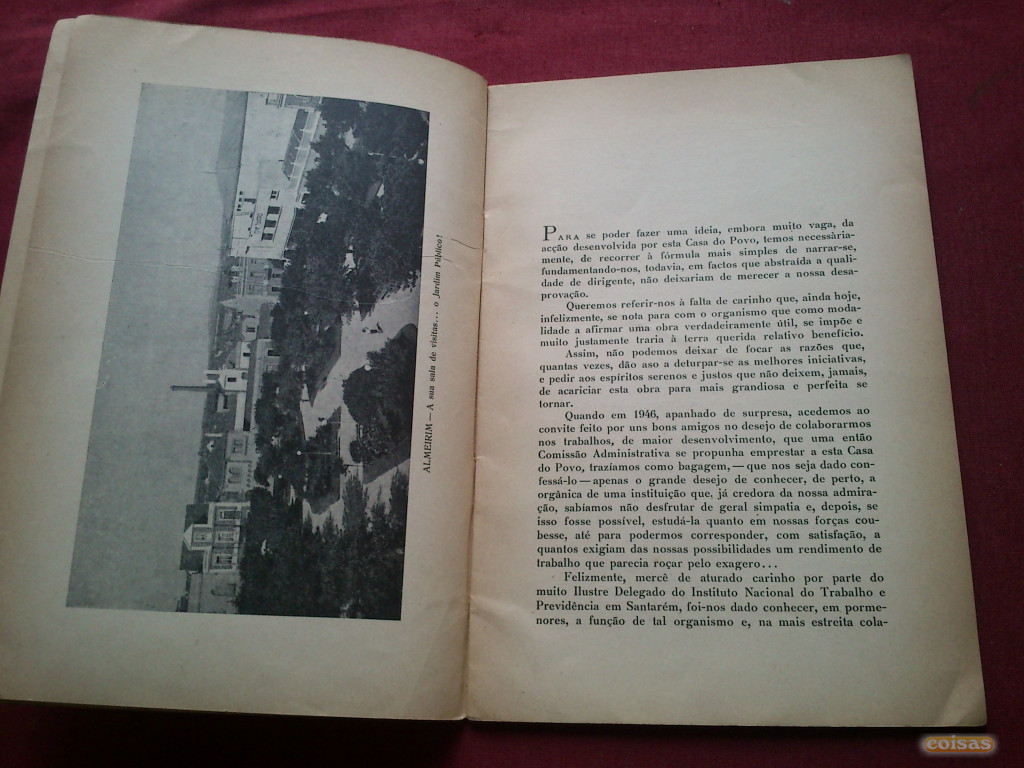 ALMEIRIM — A sua sala de visitas... o Jardim Público!
PARA se poder fazer uma ideia, embora muito vaga, da
acção desenvolvida por esta Casa do Povo, temos necessària-
mente, de recorrer à fórmula mais simples de narrar-se,
fundamentando-nos, todavia, em factos que abstraída a quali-
dade de dirigente, não deixariam de merecer a nossa desa-
provação.
Queremos referir-nos à falta de carinho que, ainda hoje,
infelizmente, se nota para com o organismo que como moda-
lidade a afirmar uma obra verdadeiramente útil, se impõe e
muito justamente traria à terra querida relativo benefício.
Assim, não podemos deixar de focar as razões que,
quantas vezes, dão aso a deturpar-se as melhores iniciativas,
e pedir aos espíritos serenos e justos que não deixem, jamais,
de acariciar esta obra para mais grandiosa e perfeita se
tornar.
Quando em 1946, apanhado de surpresa, acedemos ao
convite feito por uns bons amigos no desejo de colaborarmos
nos trabalhos, de maior desenvolvimento, que uma então
Comissão Administrativa se propunha emprestar a esta Casa
do Povo, trazíamos como bagagem, — que nos seja dado con-
fessá-lo — apenas o grande desejo de conhecer, de perto, a
orgânica de uma instituição que, já credora da nossa admira-
ção, sabíamos não desfrutar de geral simpatia e, depois, se
isso fosse possível, estudá-la quanto em nossas forças cou-
besse, até para podermos corresponder, com satisfação, a
quantos exigiam das nossas possibilidades um rendimento de
trabalho que parecia roçar pelo exagero...
Felizmente, mercê de aturado carinho por parte do
muito Ilustre Delegado do Instituto Nacional do Trabalho e
Previdência em Santarém, foi-nos dado conhecer, em porme-
nores, a função de tal organismo e, na mais estreita cola-
coisas